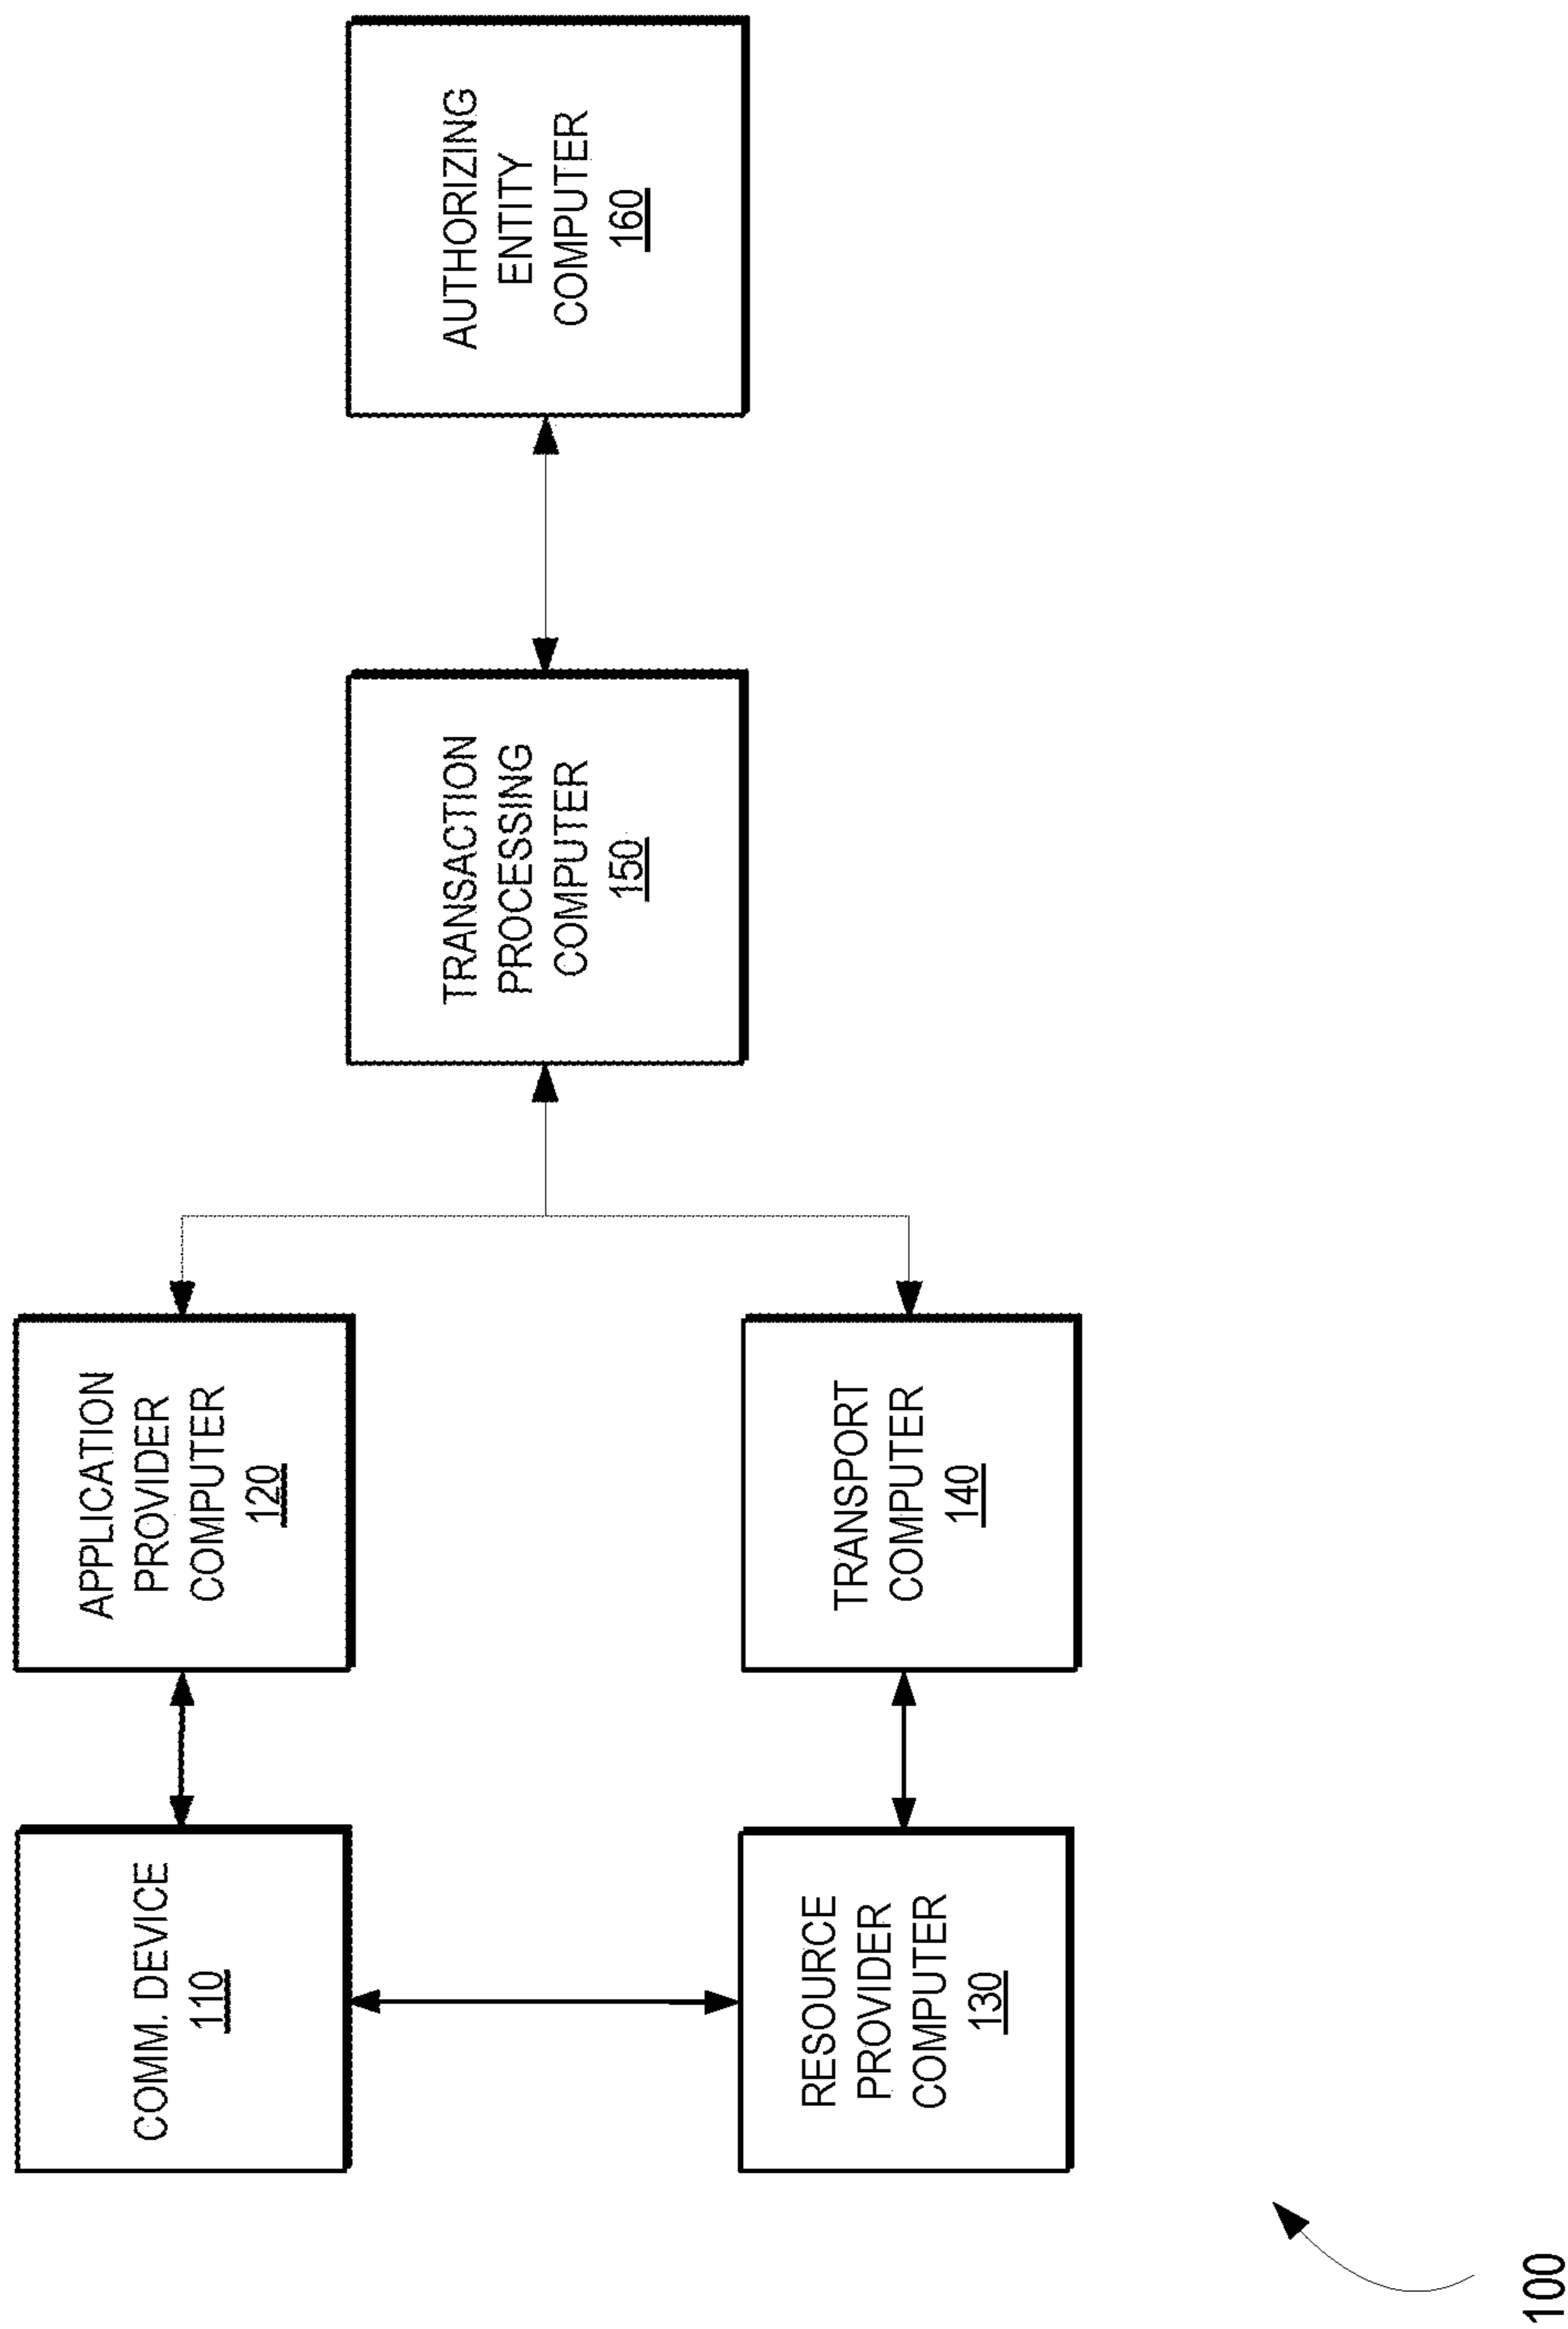 COMM. DEVICE
110
APPLICATION
PROVIDER
COMPUTER
120
RESOURCE
PROVIDER
COMPUTER
130
TRANSPORT
COMPUTER
140
TRANSACTION
PROCESSING
COMPUTER
150
AUTHORIZING
ENTITY
COMPUTER
160
100